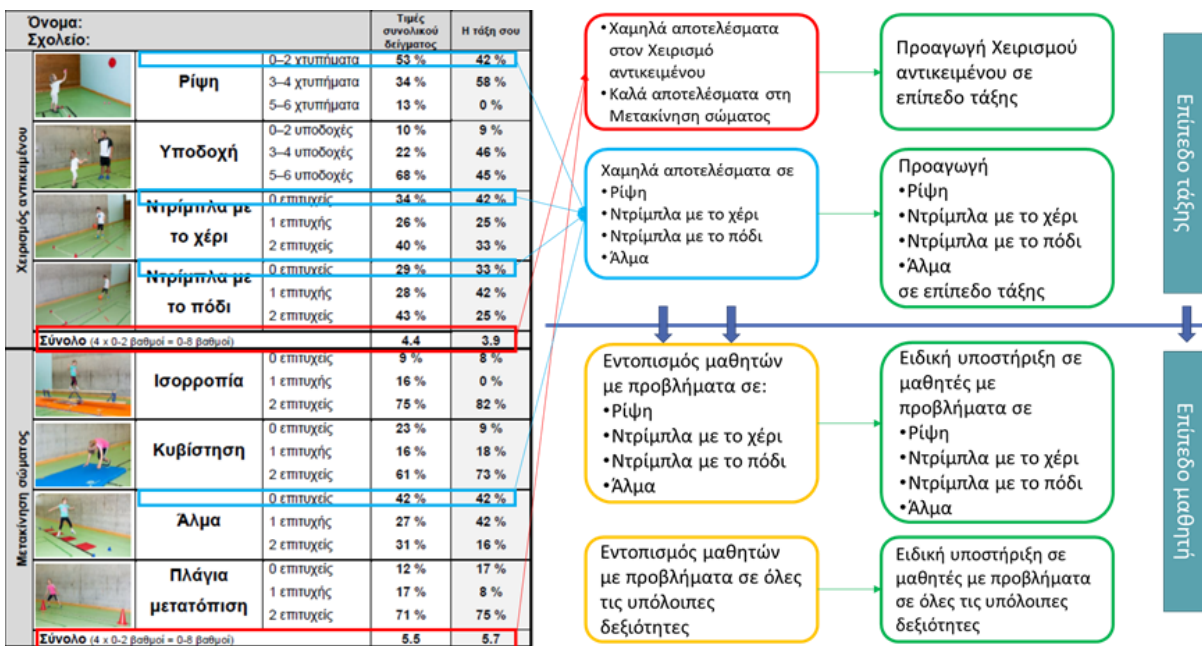 Όνομα:
Σχολείο:
Τιμές συνολικού δείγματος
Η τάξη σου
Χειρισμός αντικειμένου
Ρίψη
0–2 χτυπήματα 53 % 42 %
3–4 χτυπήματα 34 % 58 %
5–6 χτυπήματα 13 % 0 %
Υποδοχή
0–2 υποδοχές 10 % 9 %
3–4 υποδοχές 22 % 46 %
5–6 υποδοχές 68 % 45 %
Ντρίμπλα με το χέρι
0 επιτυχείς 34 % 42 %
1 επιτυχής 26 % 25 %
2 επιτυχείς 40 % 33 %
Ντρίμπλα με το πόδι
0 επιτυχείς 29 % 33 %
1 επιτυχής 28 % 42 %
2 επιτυχείς 43 % 25 %
Σύνολο (4 x 0-2 βαθμοί = 0-8 βαθμοί) 4.4 3.9
Μετακίνηση σώματος
Ισορροπία
0 επιτυχείς 9 % 8 %
1 επιτυχής 16 % 0 %
2 επιτυχείς 75 % 82 %
Κυβίστηση
0 επιτυχείς 23 % 9 %
1 επιτυχής 16 % 18 %
2 επιτυχείς 61 % 73 %
Άλμα
0 επιτυχείς 42 % 42 %
1 επιτυχής 27 % 42 %
2 επιτυχείς 31 % 16 %
Πλάγια μετατόπιση
0 επιτυχείς 12 % 17 %
1 επιτυχής 17 % 8 %
2 επιτυχείς 71 % 75 %
Σύνολο (4 x 0-2 βαθμοί = 0-8 βαθμοί) 5.5 5.7
•Χαμηλά αποτελέσματα
στον Χειρισμό
αντικειμένου
•Καλά αποτελέσματα στη
Μετακίνηση σώματος
Προαγωγή Χειρισμού
αντικειμένου σε
επίπεδο τάξης
Χαμηλά αποτελέσματα σε
•Ρίψη
•Ντρίμπλα με το χέρι
•Ντρίμπλα με το πόδι
•Άλμα
Προαγωγή
•Ρίψη
•Ντρίμπλα με το χέρι
•Ντρίμπλα με το πόδι
•Άλμα
σε επίπεδο τάξης
Επίπεδο τάξης
Εντοπισμός μαθητών
με προβλήματα σε:
•Ρίψη
•Ντρίμπλα με το χέρι
•Ντρίμπλα με το πόδι
•Άλμα
Ειδική υποστήριξη σε
μαθητές με
προβλήματα σε
•Ρίψη
•Ντρίμπλα με το χέρι
•Ντρίμπλα με το πόδι
•Άλμα
Εντοπισμός μαθητών
με προβλήματα σε όλες
τις υπόλοιπες
δεξιότητες
Ειδική υποστήριξη σε
μαθητές με προβλήματα
σε όλες τις υπόλοιπες
δεξιότητες
Επίπεδο μαθητή